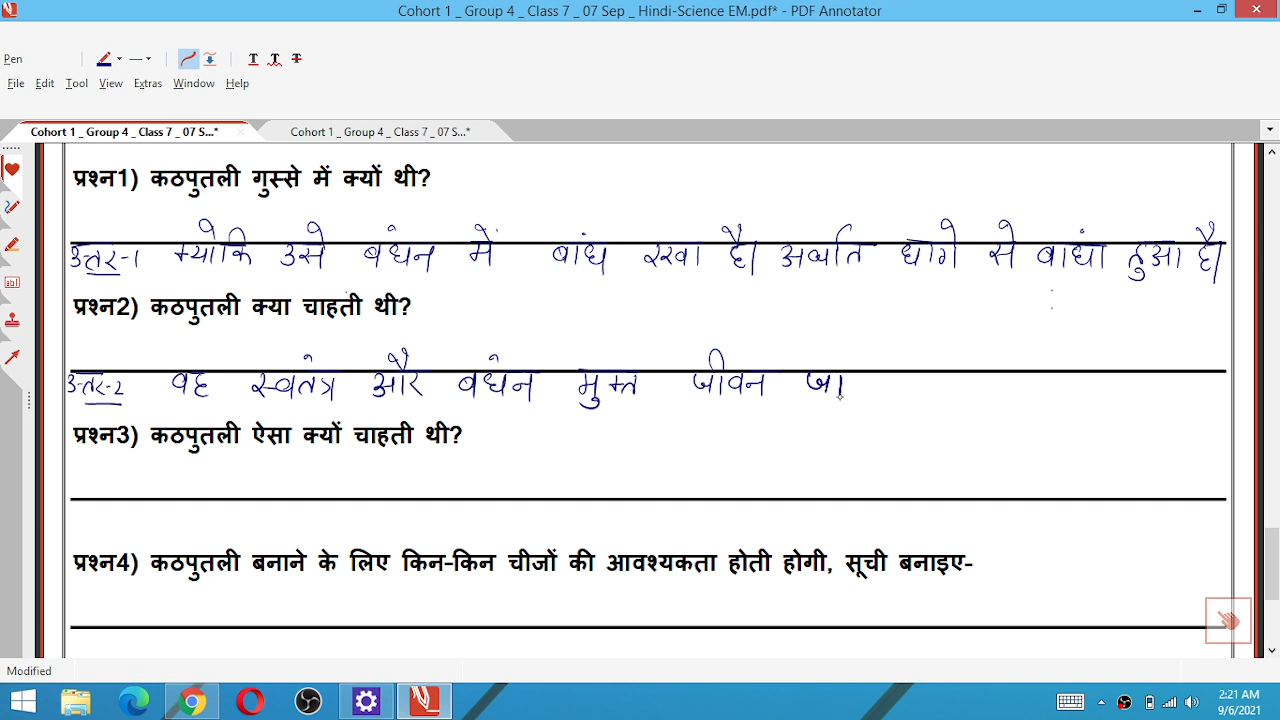 Cohort 1 _ Group 4 _ Class 7 _ 07 Sep _ Hindi-Science EM.pdf* - PDF Annotator
Pen
T T T
File Edit Tool View Extras Window Help
Cohort 1 _ Group 4 _ Class 7 _ 07 S...* Cohort 1 _ Group 4 _ Class 7 _ 07 S...*
प्रश्न1) कठपुतली गुस्से में क्यों थी?
उत्तर-1 क्योकि उसे बंधन में बांध रखा है। अर्थात धागे से बांधा हुआ है।
प्रश्न2) कठपुतली क्या चाहती थी?
उत्तर-2 वह स्वतंत्र और बंधन मुक्त जीवन जा
प्रश्न3) कठपुतली ऐसा क्यों चाहती थी?
प्रश्न4) कठपुतली बनाने के लिए किन-किन चीजों की आवश्यकता होती होगी, सूची बनाइए-
Modified
2:21 AM
9/6/2021